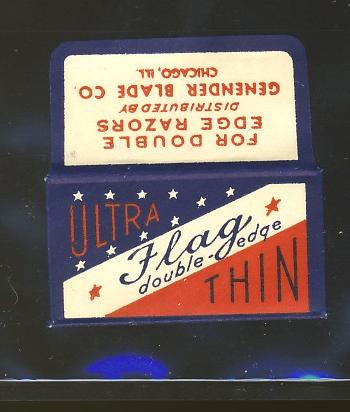 FOR DOUBLE
EDGE RAZORS
DISTRIBUTED BY
GENENDER BLADE CO.
CHICAGO, ILL.
ULTRA
Flag
double-edge
THIN